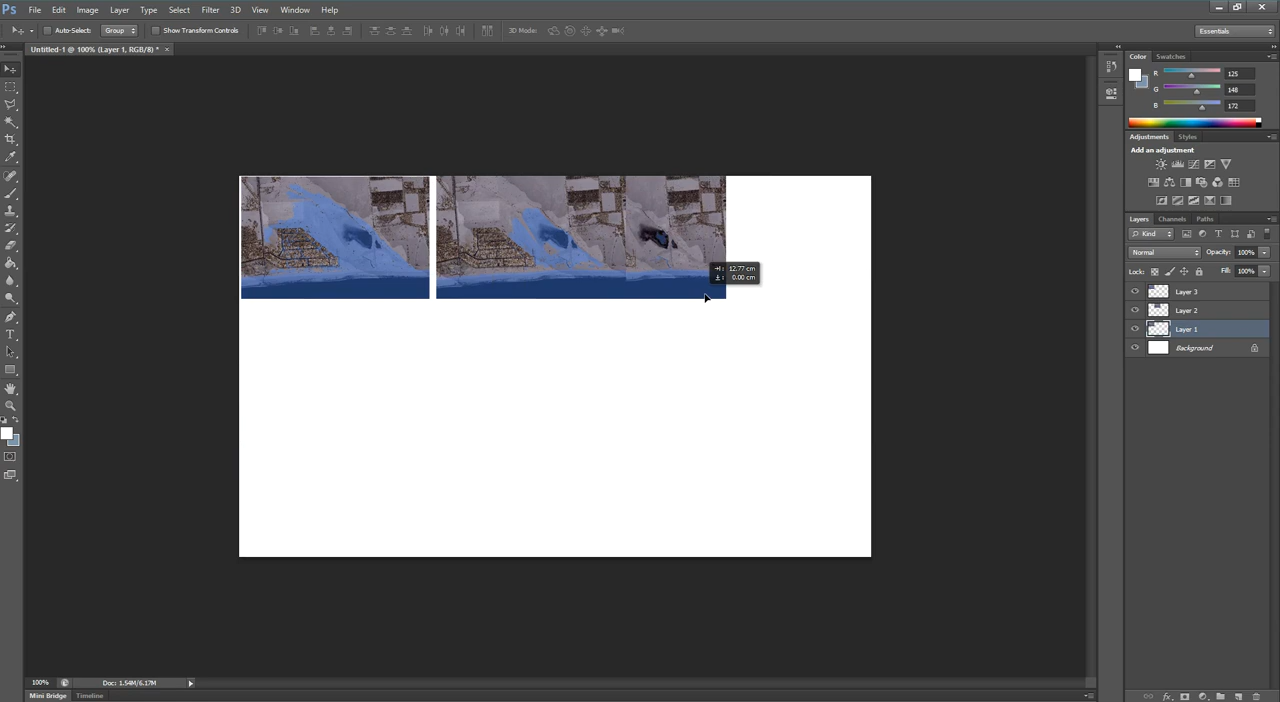 Ps File Edit Image Layer Type Select Filter 3D View Window Help
Auto-Select: Group Show Transform Controls 3D Mode: Essentials
Untitled-1 @ 100% (Layer 1, RGB/8) * ×
Color Swatches
R 125
G 148
B 172
Adjustments Styles
Add an adjustment
Layers Channels Paths
Kind
Normal Opacity: 100%
Lock: Fill: 100%
Layer 3
Layer 2
Layer 1
Background
12.77 cm
0.00 cm
100% Doc: 1.54M/6.17M
Mini Bridge Timeline